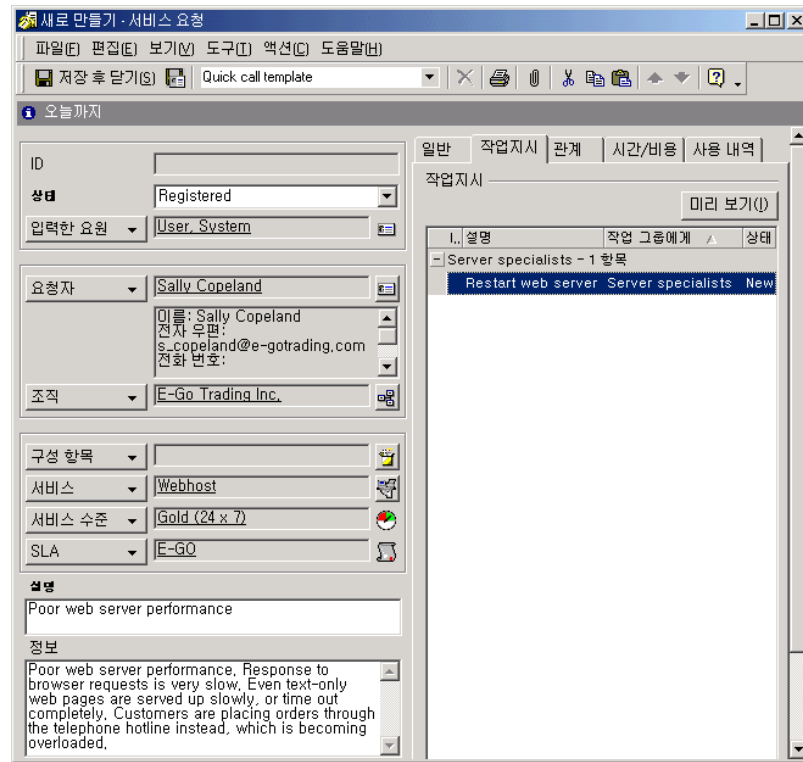 새로 만들기 - 서비스 요청
파일(F) 편집(E) 보기(V) 도구(T) 액션(C) 도움말(H)
저장 후 닫기(S) Quick call template
오늘까지
ID
상태 Registered
입력한 요원 User, System
요청자 Sally Copeland
이름: Sally Copeland
전자 우편:
s_copeland@e-gotrading.com
전화 번호:
조직 E-Go Trading Inc.
구성 항목
서비스 Webhost
서비스 수준 Gold (24 x 7)
SLA E-GO
설명
Poor web server performance
정보
Poor web server performance. Response to
browser requests is very slow. Even text-only
web pages are served up slowly, or time out
completely. Customers are placing orders through
the telephone hotline instead, which is becoming
overloaded.
일반 작업지시 관계 시간/비용 사용 내역
작업지시
미리 보기(I)
I.. 설명 작업 그룹에게 상태
Server specialists - 1 항목
Restart web server Server specialists New